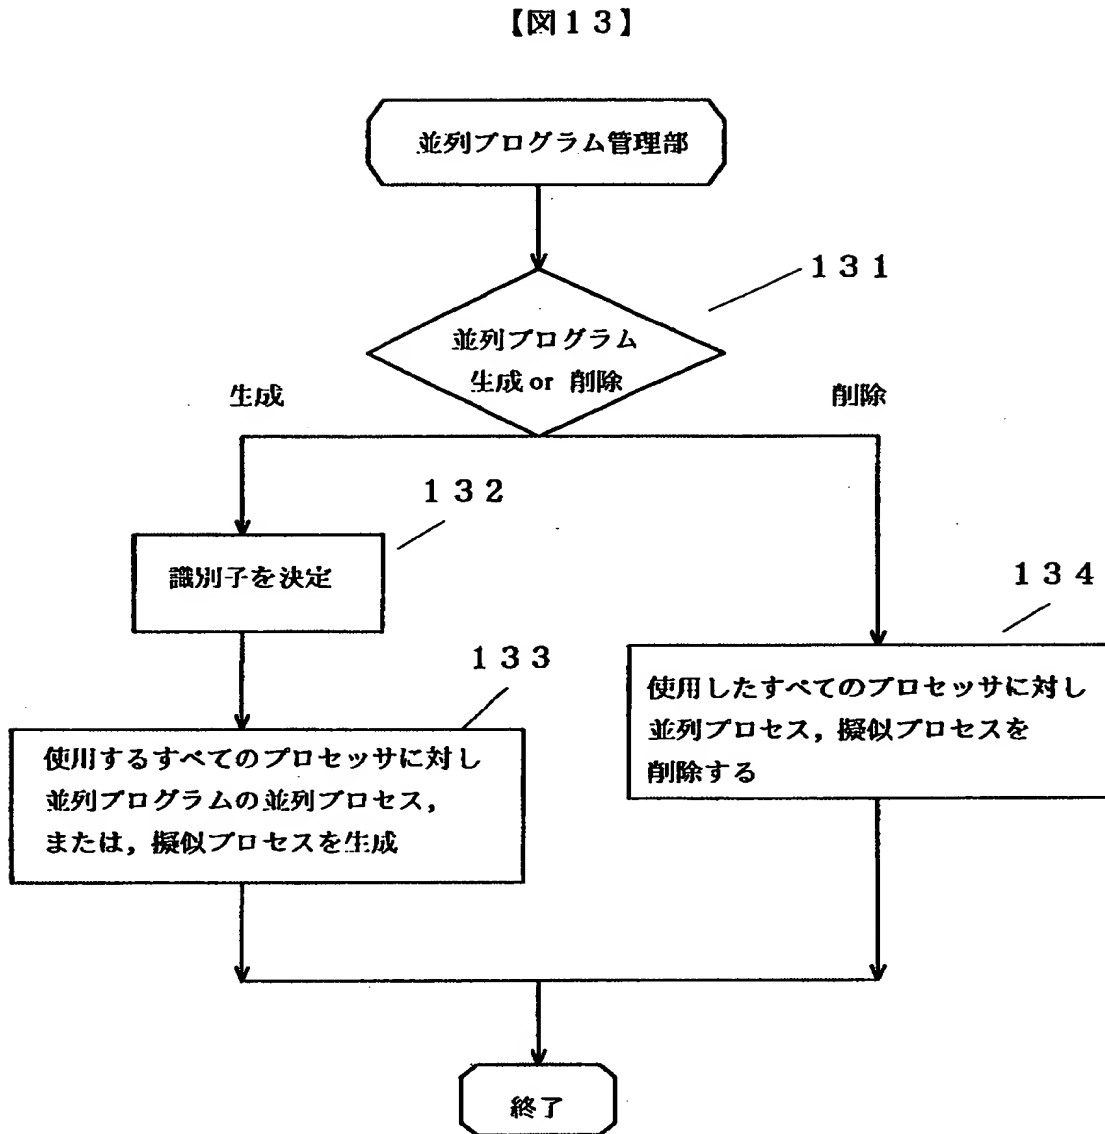 【図１３】
並列プログラム管理部
１３１
並列プログラム
生成or 削除
生成
削除
１３２
識別子を決定
１３４
使用したすべてのプロセッサに対し
並列プロセス，擬似プロセスを
削除する
１３３
使用するすべてのプロセッサに対し
並列プログラムの並列プロセス，
または，擬似プロセスを生成
終了